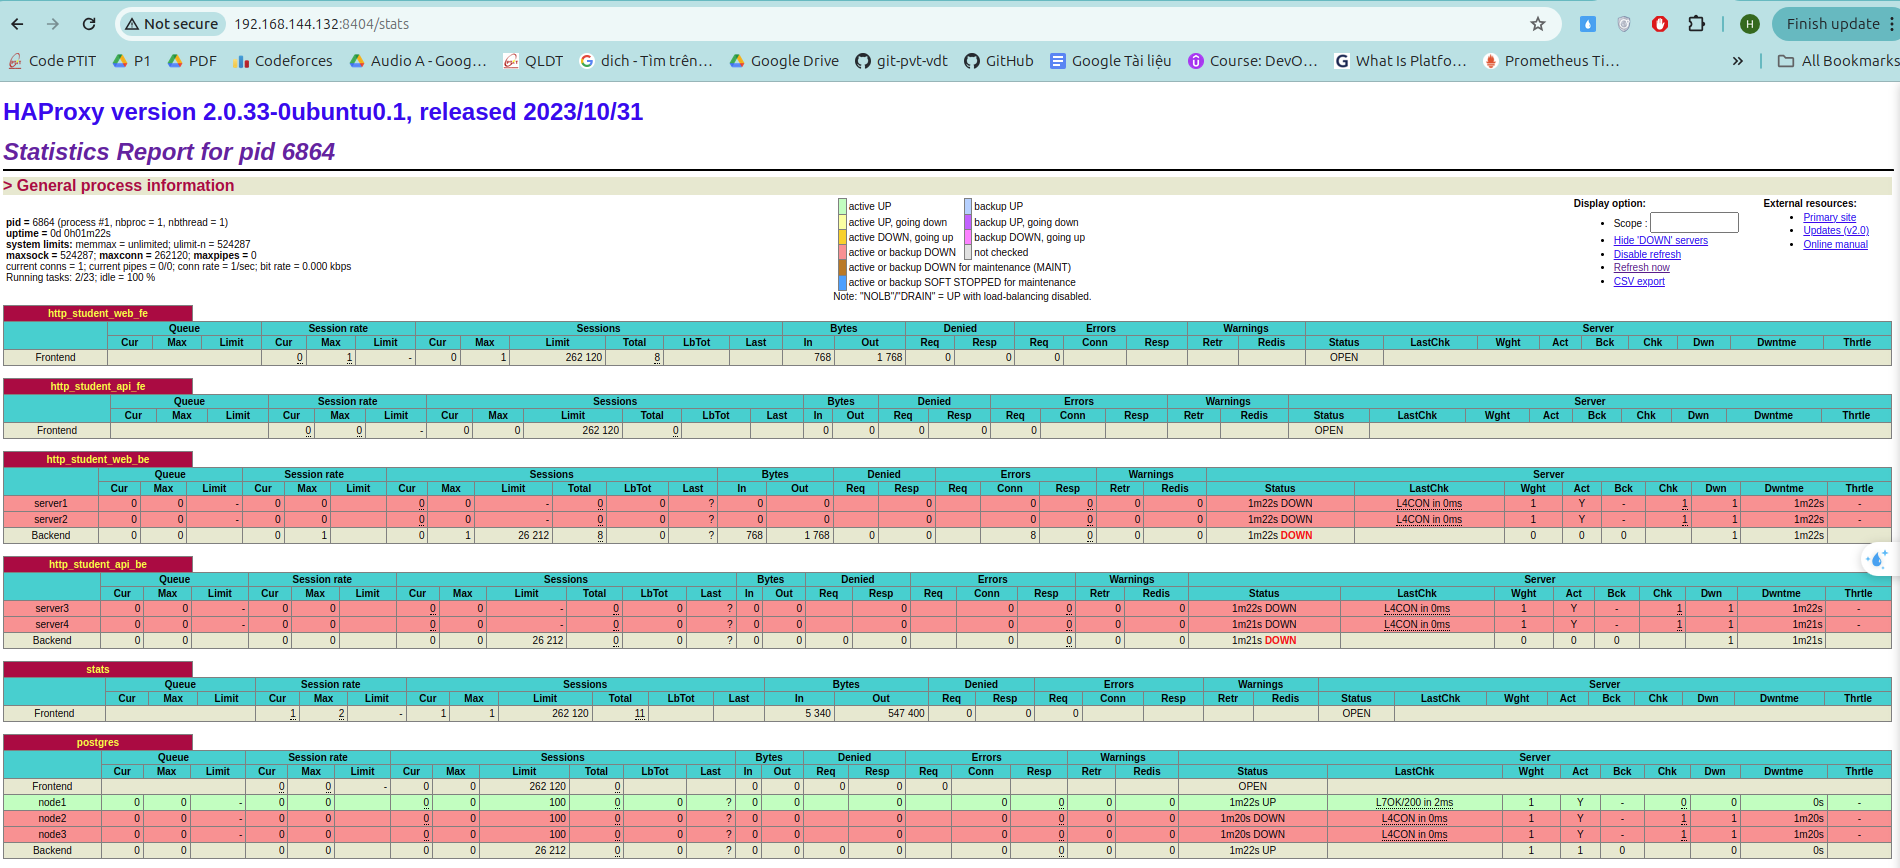 Not secure 192.168.144.132:8404/stats H Finish update
Code PTIT P1 PDF Codeforces Audio A - Goog... QLDT dich - Tìm trên... Google Drive git-pvt-vdt GitHub Google Tài liệu Course: DevO... What Is Platfo... Prometheus Ti... » All Bookmarks
HAProxy version 2.0.33-0ubuntu0.1, released 2023/10/31
Statistics Report for pid 6864
> General process information
pid = 6864 (process #1, nbproc = 1, nbthread = 1)
uptime = 0d 0h01m22s
system limits: memmax = unlimited; ulimit-n = 524287
maxsock = 524287; maxconn = 262120; maxpipes = 0
current conns = 1; current pipes = 0/0; conn rate = 1/sec; bit rate = 0.000 kbps
Running tasks: 2/23; idle = 100 %
active UP backup UP
active UP, going down backup UP, going down
active DOWN, going up backup DOWN, going up
active or backup DOWN not checked
active or backup DOWN for maintenance (MAINT)
active or backup SOFT STOPPED for maintenance
Note: "NOLB"/"DRAIN" = UP with load-balancing disabled.
Display option:
• Scope :
• Hide 'DOWN' servers
• Disable refresh
• Refresh now
• CSV export
External resources:
• Primary site
• Updates (v2.0)
• Online manual
http_student_web_fe
Queue Session rate Sessions Bytes Denied Errors Warnings Server
Cur Max Limit Cur Max Limit Cur Max Limit Total LbTot Last In Out Req Resp Req Conn Resp Retr Redis Status LastChk Wght Act Bck Chk Dwn Dwntme Thrtle
Frontend 0 1 - 0 1 262 120 8 768 1 768 0 0 0 OPEN
http_student_api_fe
Queue Session rate Sessions Bytes Denied Errors Warnings Server
Cur Max Limit Cur Max Limit Cur Max Limit Total LbTot Last In Out Req Resp Req Conn Resp Retr Redis Status LastChk Wght Act Bck Chk Dwn Dwntme Thrtle
Frontend 0 0 - 0 0 262 120 0 0 0 0 0 0 OPEN
http_student_web_be
Queue Session rate Sessions Bytes Denied Errors Warnings Server
Cur Max Limit Cur Max Limit Cur Max Limit Total LbTot Last In Out Req Resp Req Conn Resp Retr Redis Status LastChk Wght Act Bck Chk Dwn Dwntme Thrtle
server1 0 0 - 0 0 0 0 - 0 0 ? 0 0 0 0 0 0 0 1m22s DOWN L4CON in 0ms 1 Y - 1 1 1m22s -
server2 0 0 - 0 0 0 0 - 0 0 ? 0 0 0 0 0 0 0 1m22s DOWN L4CON in 0ms 1 Y - 1 1 1m22s -
Backend 0 0 0 1 0 1 26 212 8 0 ? 768 1 768 0 0 8 0 0 0 1m22s DOWN 0 0 0 1 1m22s
http_student_api_be
Queue Session rate Sessions Bytes Denied Errors Warnings Server
Cur Max Limit Cur Max Limit Cur Max Limit Total LbTot Last In Out Req Resp Req Conn Resp Retr Redis Status LastChk Wght Act Bck Chk Dwn Dwntme Thrtle
server3 0 0 - 0 0 0 0 - 0 0 ? 0 0 0 0 0 0 0 1m22s DOWN L4CON in 0ms 1 Y - 1 1 1m22s -
server4 0 0 - 0 0 0 0 - 0 0 ? 0 0 0 0 0 0 0 1m21s DOWN L4CON in 0ms 1 Y - 1 1 1m21s -
Backend 0 0 0 0 0 0 26 212 0 0 ? 0 0 0 0 0 0 0 0 1m21s DOWN 0 0 0 1 1m21s
stats
Queue Session rate Sessions Bytes Denied Errors Warnings Server
Cur Max Limit Cur Max Limit Cur Max Limit Total LbTot Last In Out Req Resp Req Conn Resp Retr Redis Status LastChk Wght Act Bck Chk Dwn Dwntme Thrtle
Frontend 1 2 - 1 1 262 120 11 5 340 547 400 0 0 0 OPEN
postgres
Queue Session rate Sessions Bytes Denied Errors Warnings Server
Cur Max Limit Cur Max Limit Cur Max Limit Total LbTot Last In Out Req Resp Req Conn Resp Retr Redis Status LastChk Wght Act Bck Chk Dwn Dwntme Thrtle
Frontend 0 0 - 0 0 262 120 0 0 0 0 0 0 OPEN
node1 0 0 - 0 0 0 0 100 0 0 ? 0 0 0 0 0 0 0 1m22s UP L7OK/200 in 2ms 1 Y - 0 0 0s -
node2 0 0 - 0 0 0 0 100 0 0 ? 0 0 0 0 0 0 0 1m20s DOWN L4CON in 0ms 1 Y - 1 1 1m20s -
node3 0 0 - 0 0 0 0 100 0 0 ? 0 0 0 0 0 0 0 1m20s DOWN L4CON in 0ms 1 Y - 1 1 1m20s -
Backend 0 0 0 0 0 0 26 212 0 0 ? 0 0 0 0 0 0 0 0 1m22s UP 1 1 0 0 0s